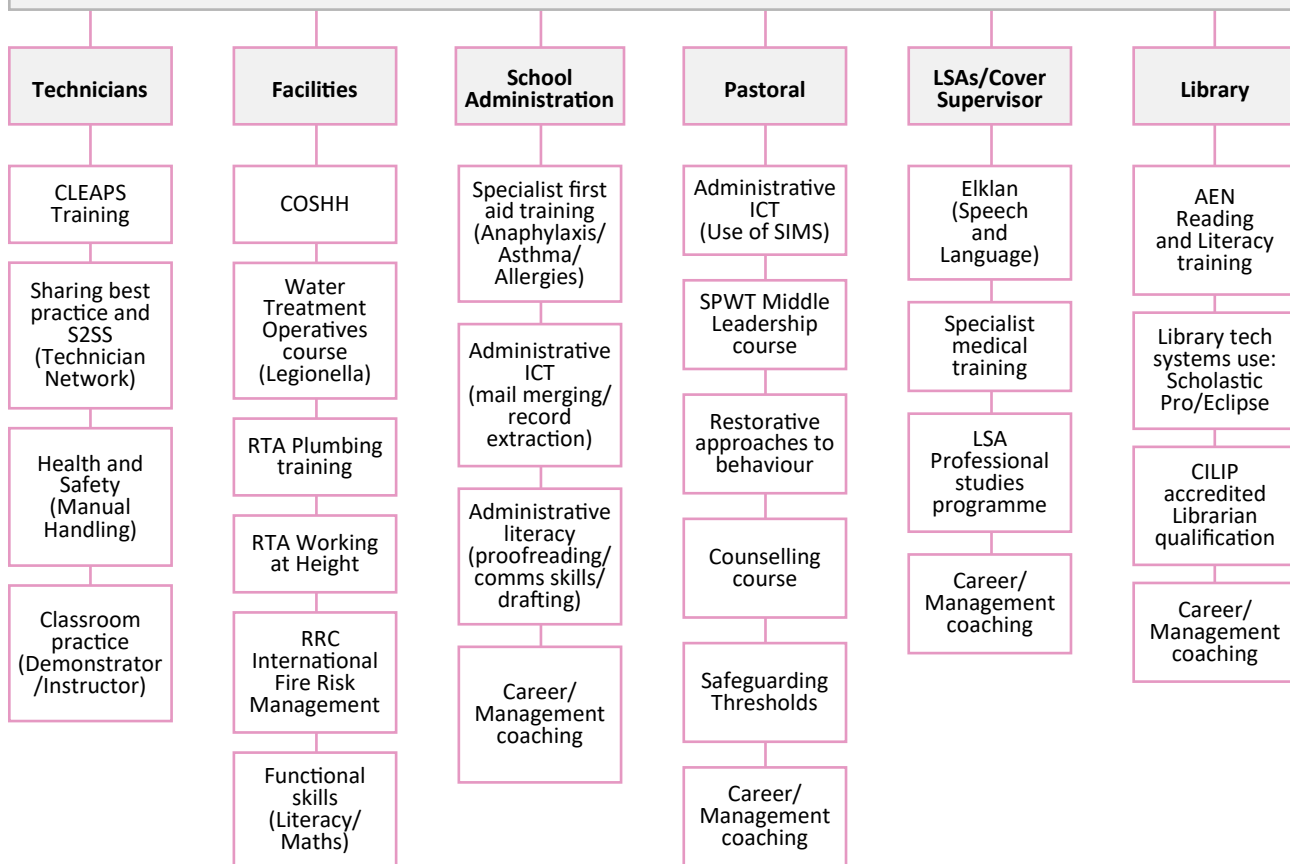 Technicians
CLEAPS
Training
Sharing best
practice and
S2SS
(Technician
Network)
Health and
Safety
(Manual
Handling)
Classroom
practice
(Demonstrator
/Instructor)
Facilities
COSHH
Water
Treatment
Operatives
course
(Legionella)
RTA Plumbing
training
RTA Working
at Height
RRC
International
Fire Risk
Management
Functional
skills
(Literacy/
Maths)
School
Administration
Specialist first
aid training
(Anaphylaxis/
Asthma/
Allergies)
Administrative
ICT
(mail merging/
record
extraction)
Administrative
literacy
(proofreading/
comms skills/
drafting)
Career/
Management
coaching
Pastoral
Administrative
ICT
(Use of SIMS)
SPWT Middle
Leadership
course
Restorative
approaches to
behaviour
Counselling
course
Safeguarding
Thresholds
Career/
Management
coaching
LSAs/Cover
Supervisor
Elklan
(Speech
and
Language)
Specialist
medical
training
LSA
Professional
studies
programme
Career/
Management
coaching
Library
AEN
Reading
and Literacy
training
Library tech
systems use:
Scholastic
Pro/Eclipse
CILIP
accredited
Librarian
qualification
Career/
Management
coaching